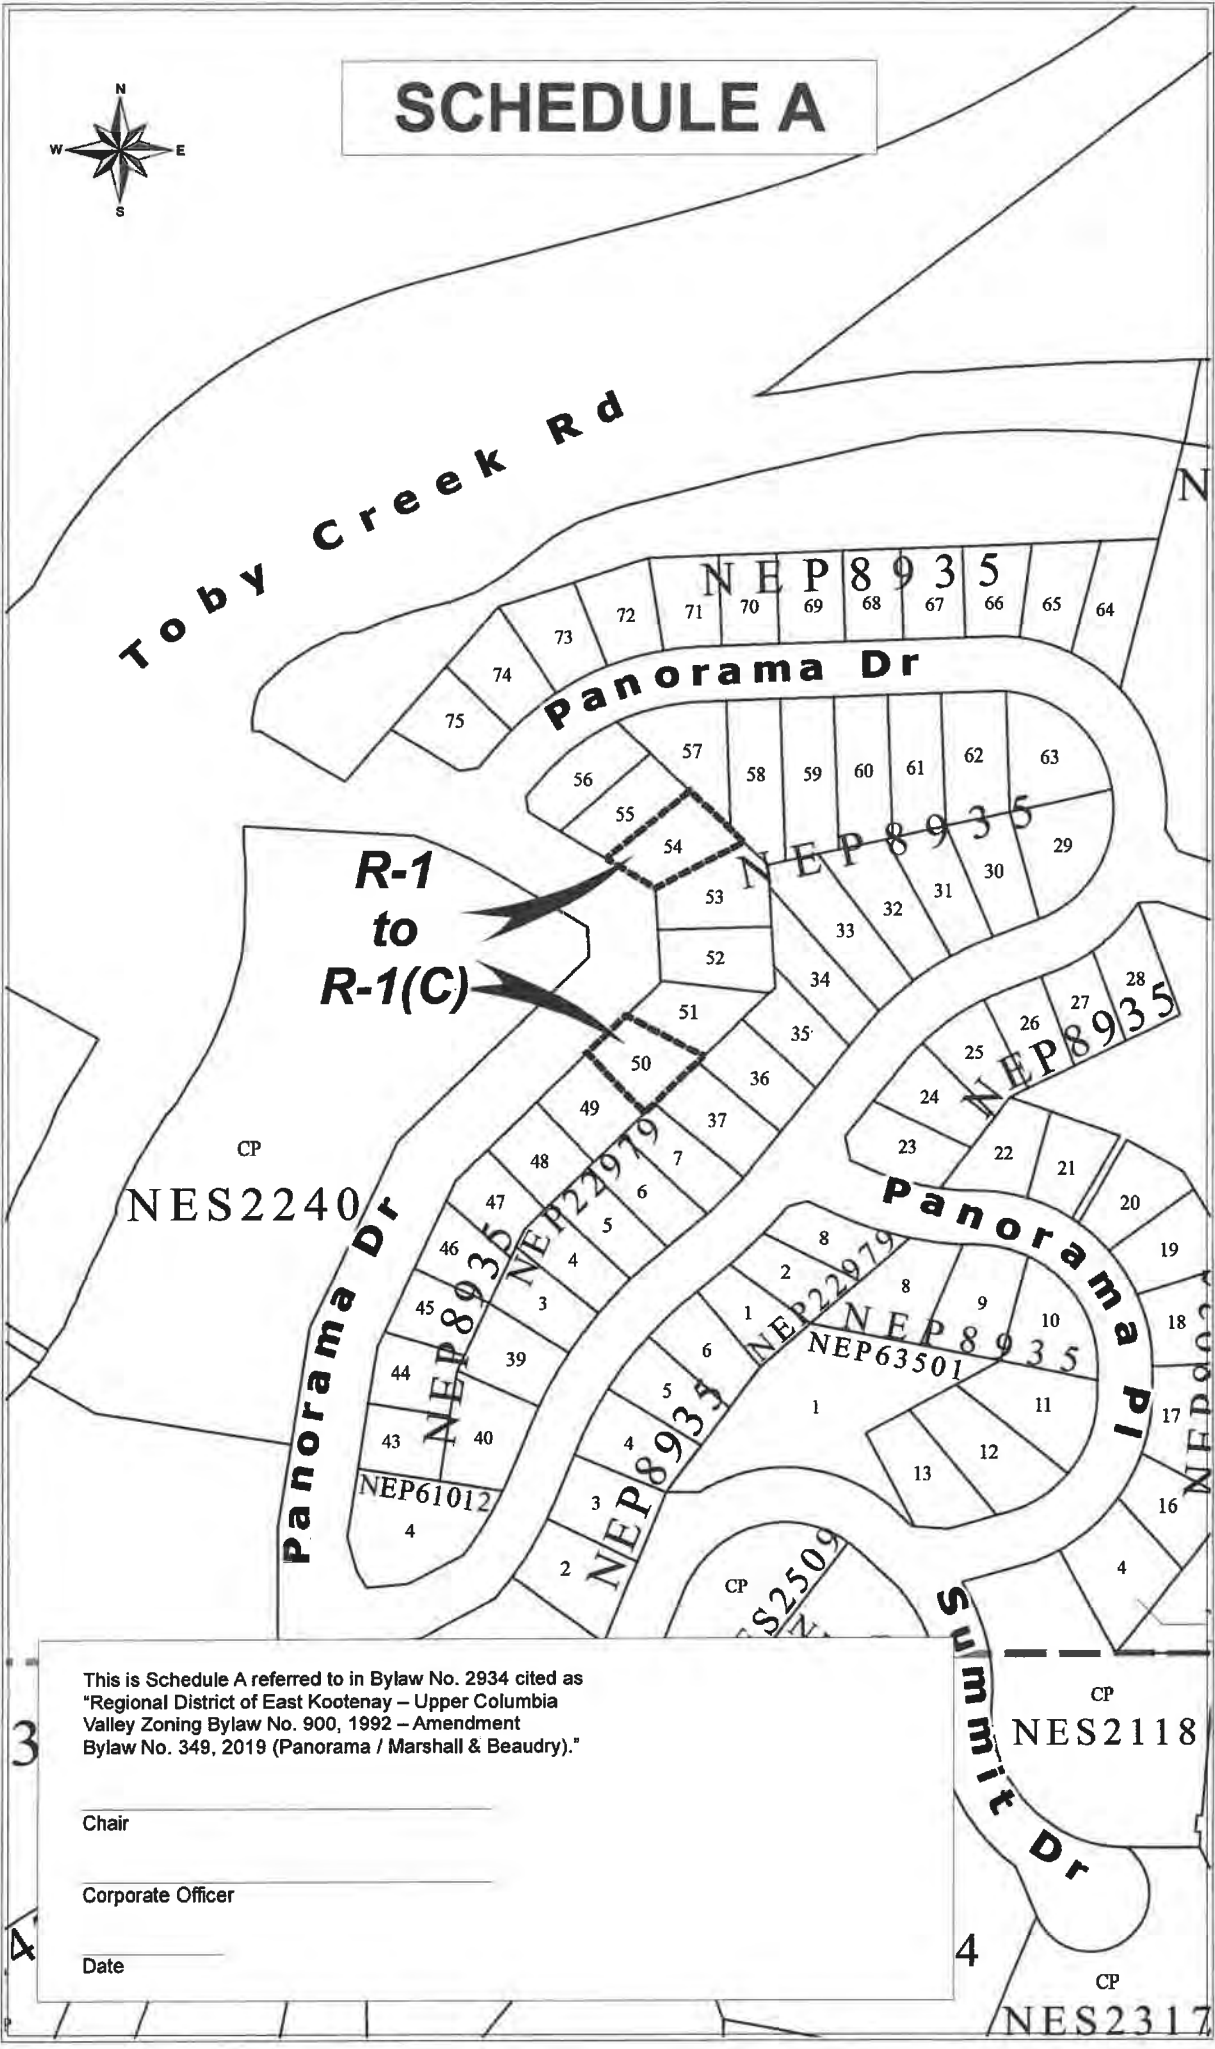 SCHEDULE A
N
W E
S
Toby Creek Rd
N
NEP8935
72 71 70 69 68 67 66 65 64
73
74
75
Panorama Dr
57 58 59 60 61 62 63
56
55
54
NEP8935
29
30
31
32
33
53
52
34
51
35
50
36
49
37
R-1
to
R-1(C)
28
27
26
25
24
23
NEP8935
22
21
20
19
18
17
16
4
CP
NES2240
48
47
46
45
44
43
7
6
5
4
3
39
40
NEP22979
NEP8935
Panorama Dr
NEP61012
4
Panorama Pl
8
2
1
6
5
4
3
2
NEP22979
NEP8935
8
9
10
NEP8935
NEP63501
1
11
12
13
CP
ES2509
Summit Dr
CP
NES2118
3
This is Schedule A referred to in Bylaw No. 2934 cited as
"Regional District of East Kootenay – Upper Columbia
Valley Zoning Bylaw No. 900, 1992 – Amendment
Bylaw No. 349, 2019 (Panorama / Marshall & Beaudry)."
Chair
Corporate Officer
Date
4
4
CP
NES2317